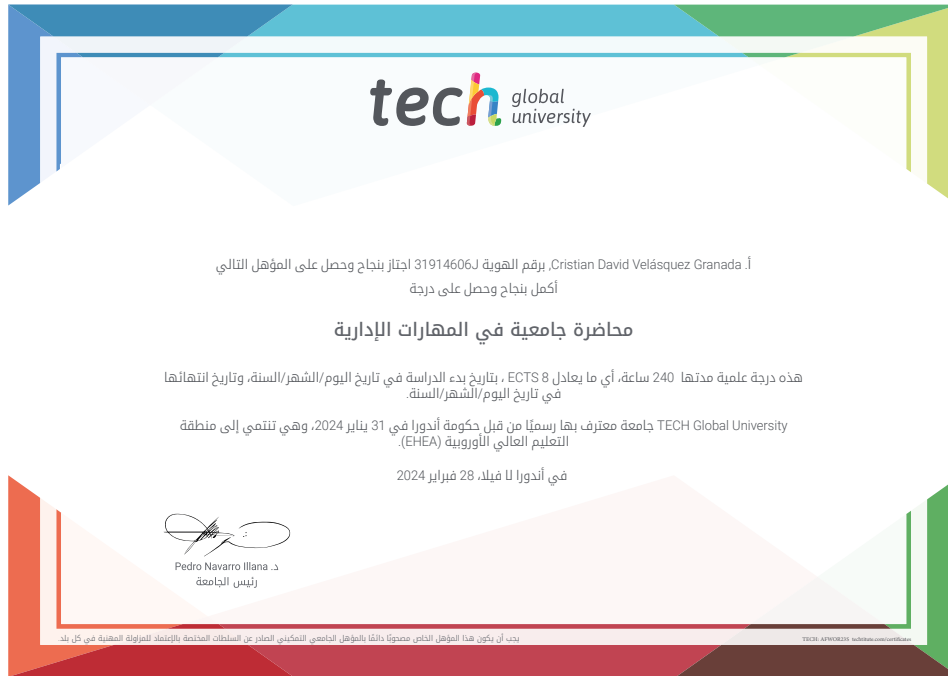 tech global university
أ. Cristian David Velásquez Granada, برقم الهوية 31914606J اجتاز بنجاح وحصل على المؤهل التالي
أكمل بنجاح وحصل على درجة
محاضرة جامعية في المهارات الإدارية
هذه درجة علمية مدتها 240 ساعة، أي ما يعادل 8 ECTS ، بتاريخ بدء الدراسة في تاريخ اليوم/الشهر/السنة، وتاريخ انتهائها
في تاريخ اليوم/الشهر/السنة.
TECH Global University جامعة معترف بها رسميًا من قبل حكومة أندورا في 31 يناير 2024، وهي تنتمي إلى منطقة
التعليم العالي الأوروبية (EHEA).
في أندورا لا فيلا، 28 فبراير 2024
د. Pedro Navarro Illana
رئيس الجامعة
يجب أن يكون هذا المؤهل الخاص مصحوبًا دائمًا بالمؤهل الجامعي التمكيني الصادر عن السلطات المختصة بالإعتماد للمزاولة المهنية في كل بلد.
TECH: AFWOR23S techtitute.com/certificates